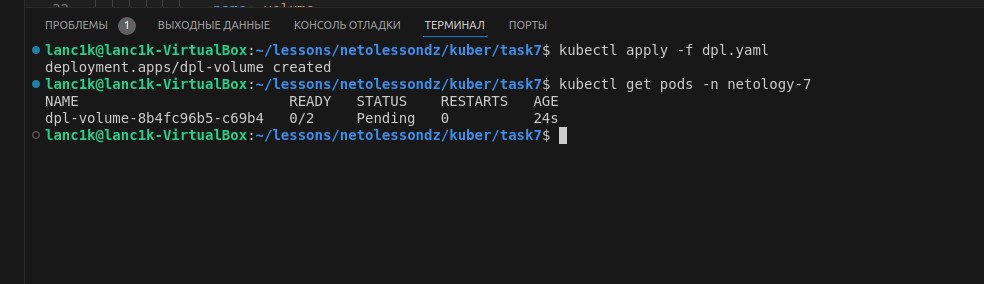 ПРОБЛЕМЫ 1 ВЫХОДНЫЕ ДАННЫЕ КОНСОЛЬ ОТЛАДКИ ТЕРМИНАЛ ПОРТЫ
lanc1k@lanc1k-VirtualBox:~/lessons/netolessondz/kuber/task7$ kubectl apply -f dpl.yaml
deployment.apps/dpl-volume created
lanc1k@lanc1k-VirtualBox:~/lessons/netolessondz/kuber/task7$ kubectl get pods -n netology-7
NAME READY STATUS RESTARTS AGE
dpl-volume-8b4fc96b5-c69b4 0/2 Pending 0 24s
lanc1k@lanc1k-VirtualBox:~/lessons/netolessondz/kuber/task7$